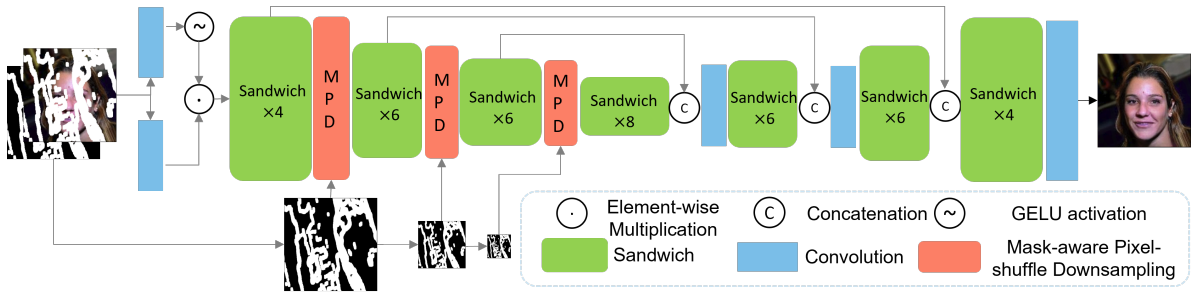 ~
·
Sandwich
×4
M
P
D
Sandwich
×6
M
P
D
Sandwich
×6
M
P
D
Sandwich
×8
C
Sandwich
×6
C
Sandwich
×6
C
Sandwich
×4
· Element-wise
Multiplication
C Concatenation
~ GELU activation
Sandwich
Convolution
Mask-aware Pixel-
shuffle Downsampling